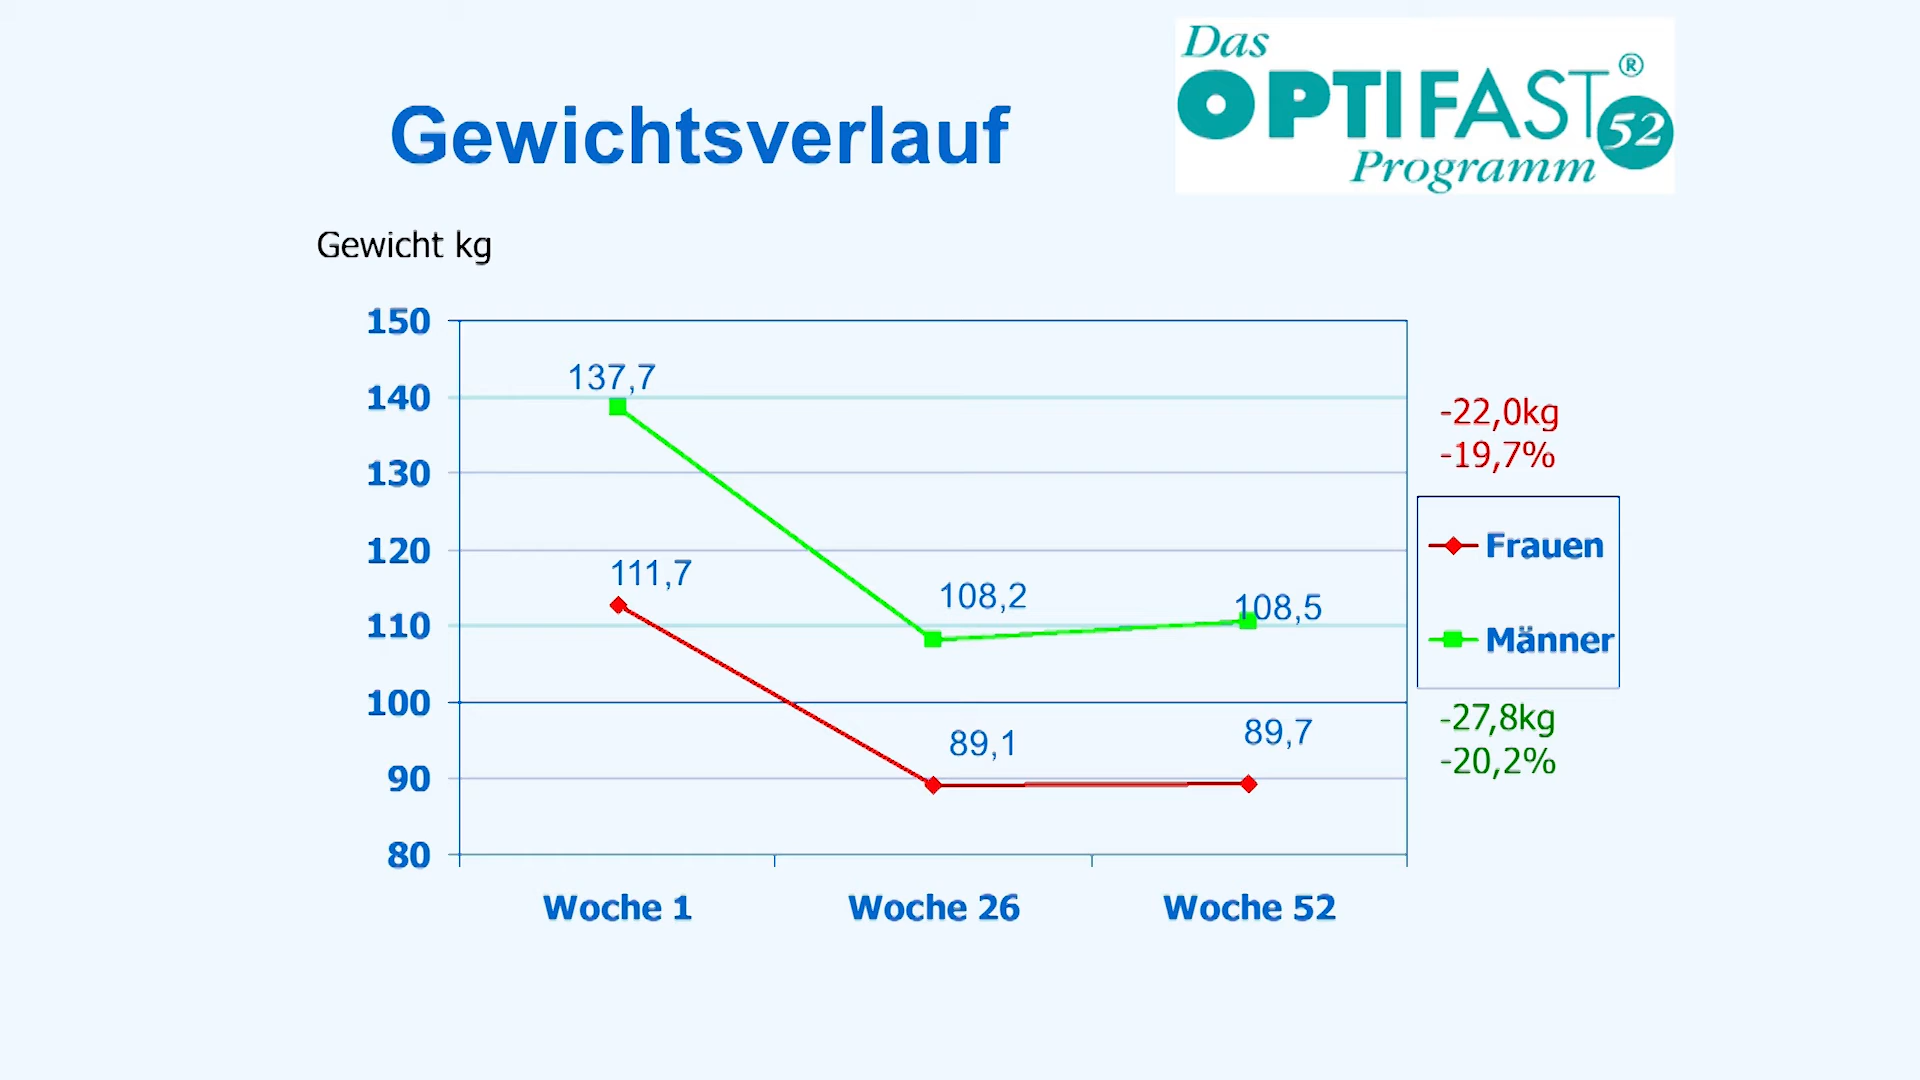 Das
OPTIFAST®
52
Programm
Gewichtsverlauf
Gewicht kg
150
140
130
120
110
100
90
80
137,7
111,7
108,2
108,5
89,1
89,7
Woche 1
Woche 26
Woche 52
-22,0kg
-19,7%
Frauen
Männer
-27,8kg
-20,2%